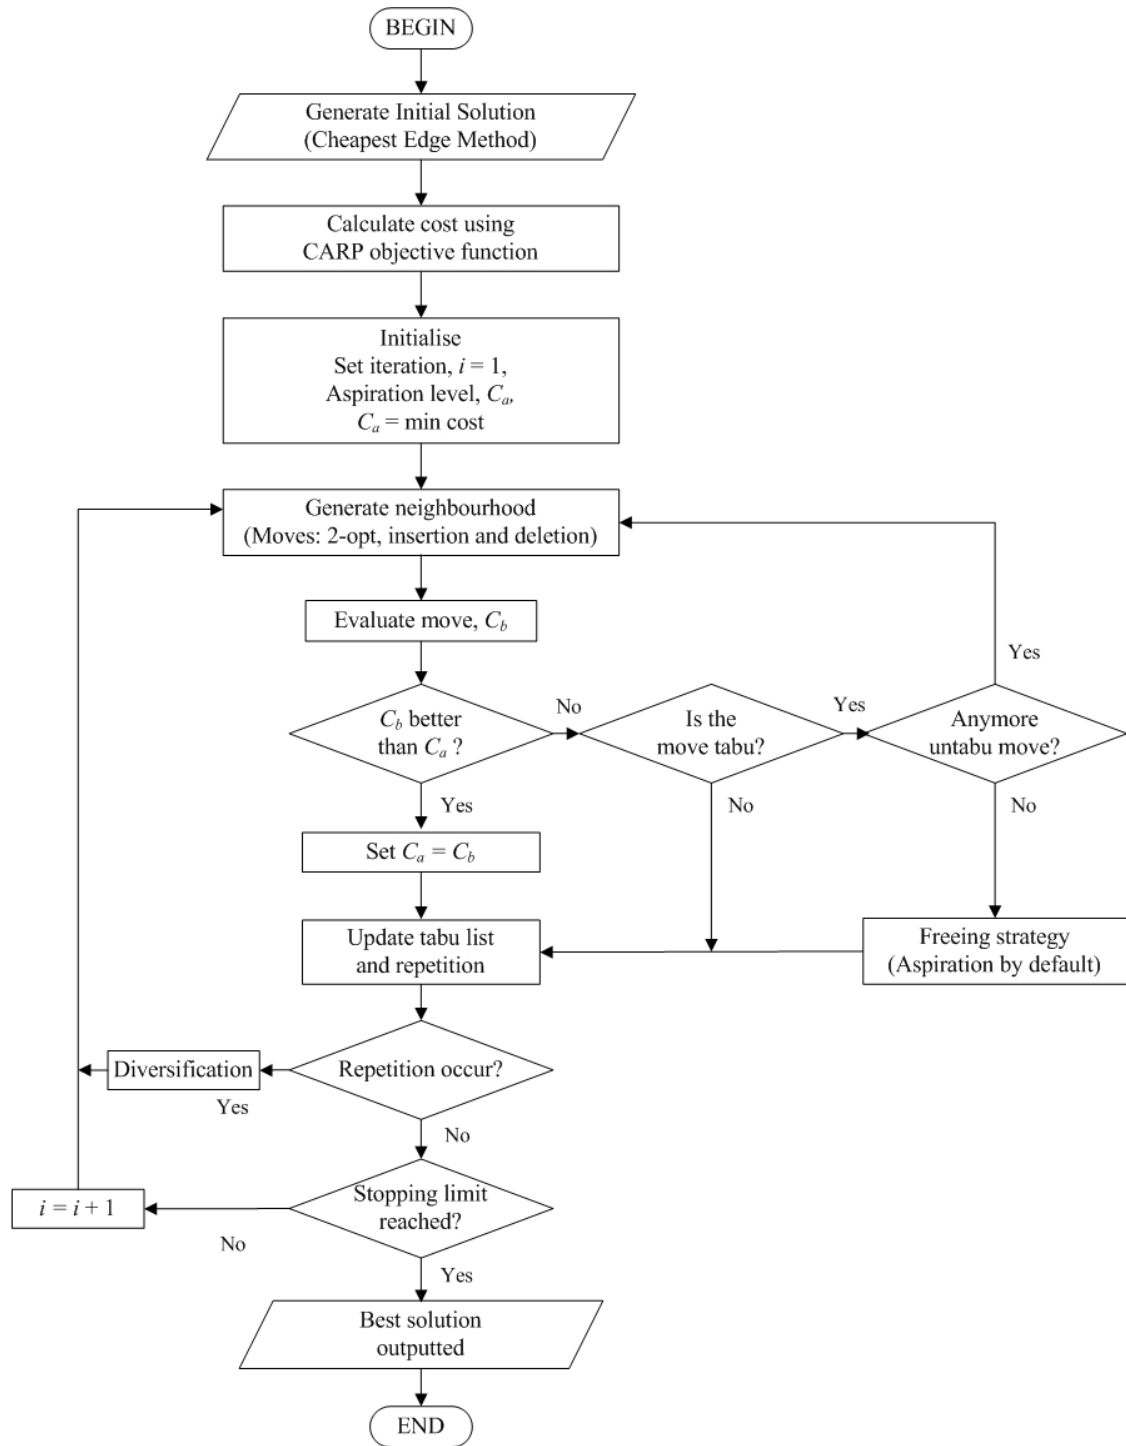 BEGIN
Generate Initial Solution
(Cheapest Edge Method)
Calculate cost using
CARP objective function
Initialise
Set iteration, i = 1,
Aspiration level, Ca,
Ca = min cost
Generate neighbourhood
(Moves: 2-opt, insertion and deletion)
Evaluate move, Cb
Yes
Cb better
than Ca ?
No
Is the
move tabu?
Yes
Anymore
untabu move?
Yes
No
No
Set Ca = Cb
Update tabu list
and repetition
Freeing strategy
(Aspiration by default)
Repetition occur?
Diversification
Yes
No
Stopping limit
reached?
i = i + 1
No
Yes
Best solution
outputted
END